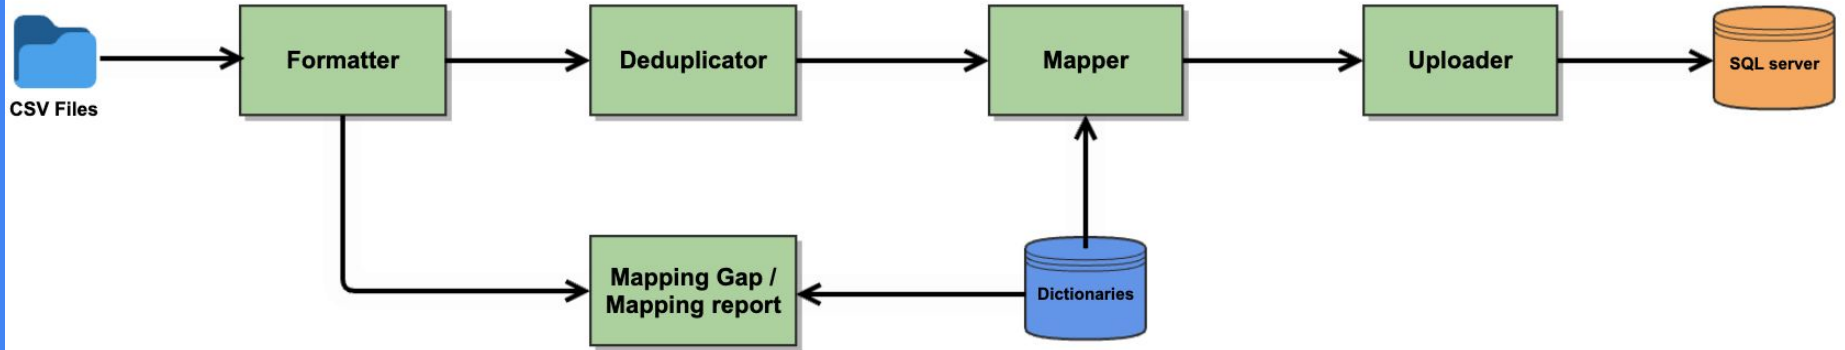 CSV Files
Formatter
Deduplicator
Mapper
Uploader
SQL server
Mapping Gap /
Mapping report
Dictionaries